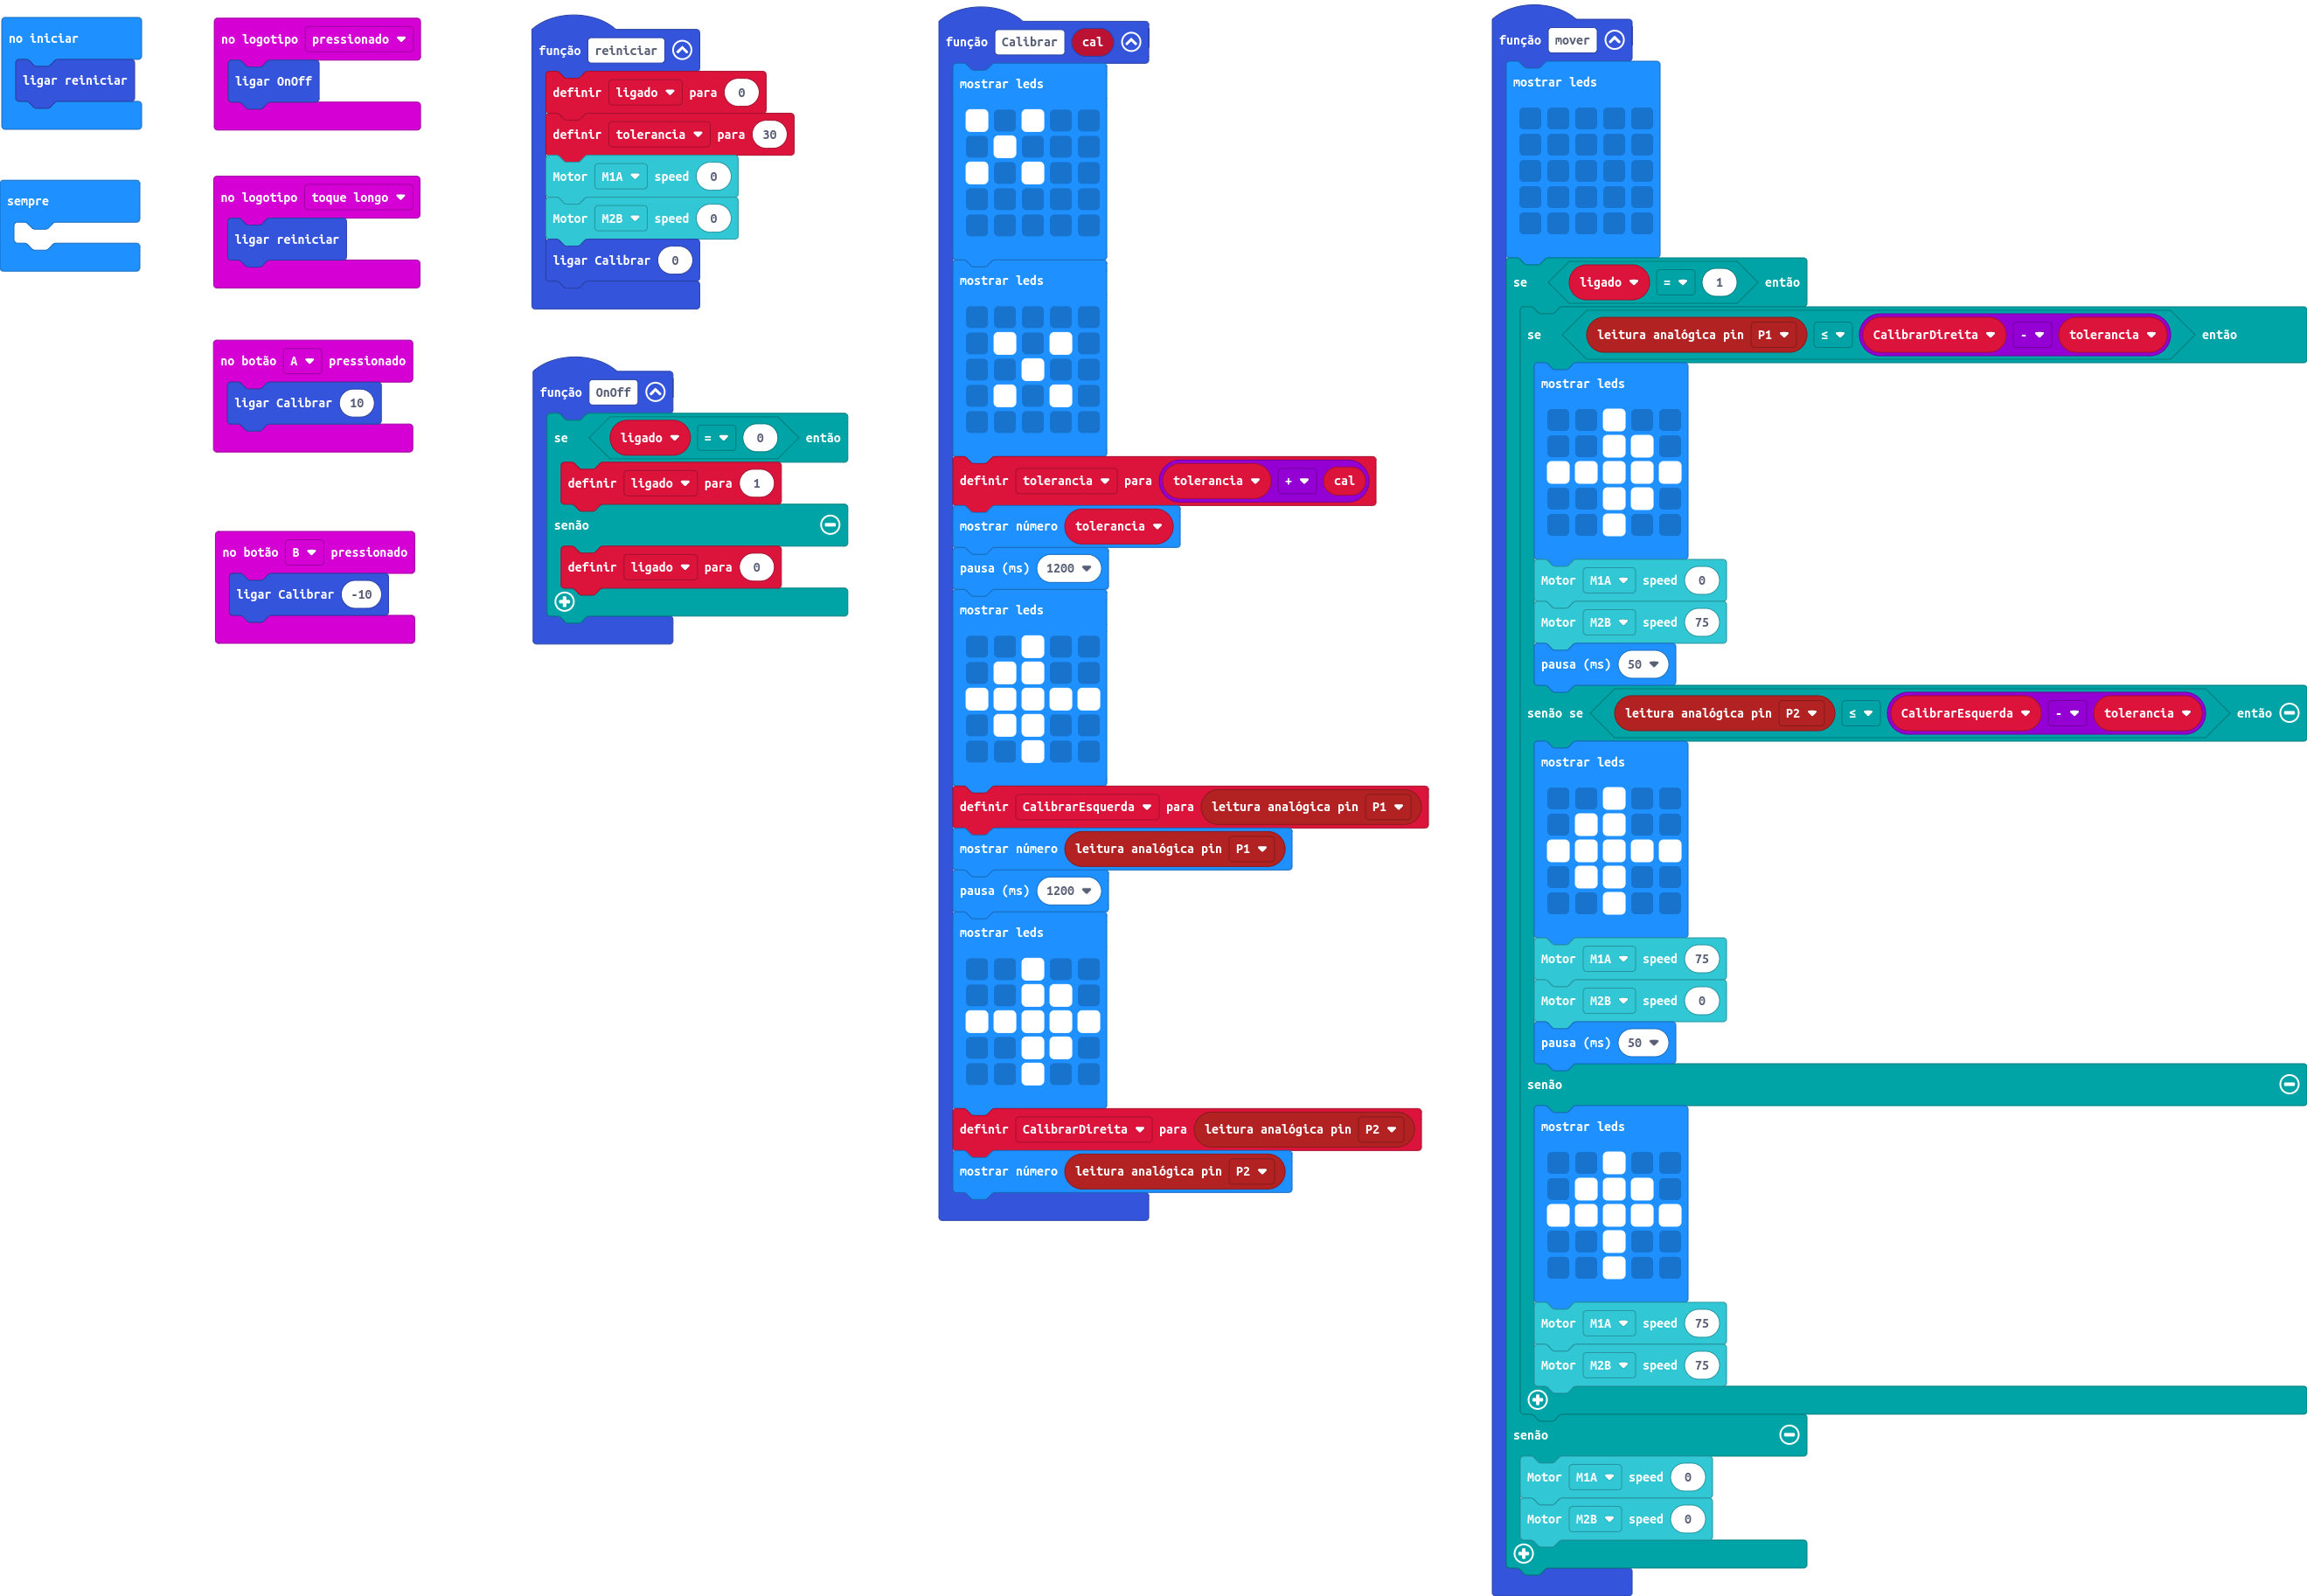 no iniciar
ligar reiniciar
sempre
no logotipo pressionado
ligar OnOff
no logotipo toque longo
ligar reiniciar
no botão A pressionado
ligar Calibrar 10
no botão B pressionado
ligar Calibrar -10
função reiniciar
definir ligado para 0
definir tolerancia para 30
Motor M1A speed 0
Motor M2B speed 0
ligar Calibrar 0
função OnOff
se ligado = 0 então
definir ligado para 1
senão
definir ligado para 0
função Calibrar cal
mostrar leds
mostrar leds
definir tolerancia para tolerancia + cal
mostrar número tolerancia
pausa (ms) 1200
mostrar leds
definir CalibrarEsquerda para leitura analógica pin P1
mostrar número leitura analógica pin P1
pausa (ms) 1200
mostrar leds
definir CalibrarDireita para leitura analógica pin P2
mostrar número leitura analógica pin P2
função mover
mostrar leds
se ligado = 1 então
se leitura analógica pin P1 ≤ CalibrarDireita - tolerancia então
mostrar leds
Motor M1A speed 0
Motor M2B speed 75
pausa (ms) 50
senão se leitura analógica pin P2 ≤ CalibrarEsquerda - tolerancia então
mostrar leds
Motor M1A speed 75
Motor M2B speed 0
pausa (ms) 50
senão
mostrar leds
Motor M1A speed 75
Motor M2B speed 75
senão
Motor M1A speed 0
Motor M2B speed 0